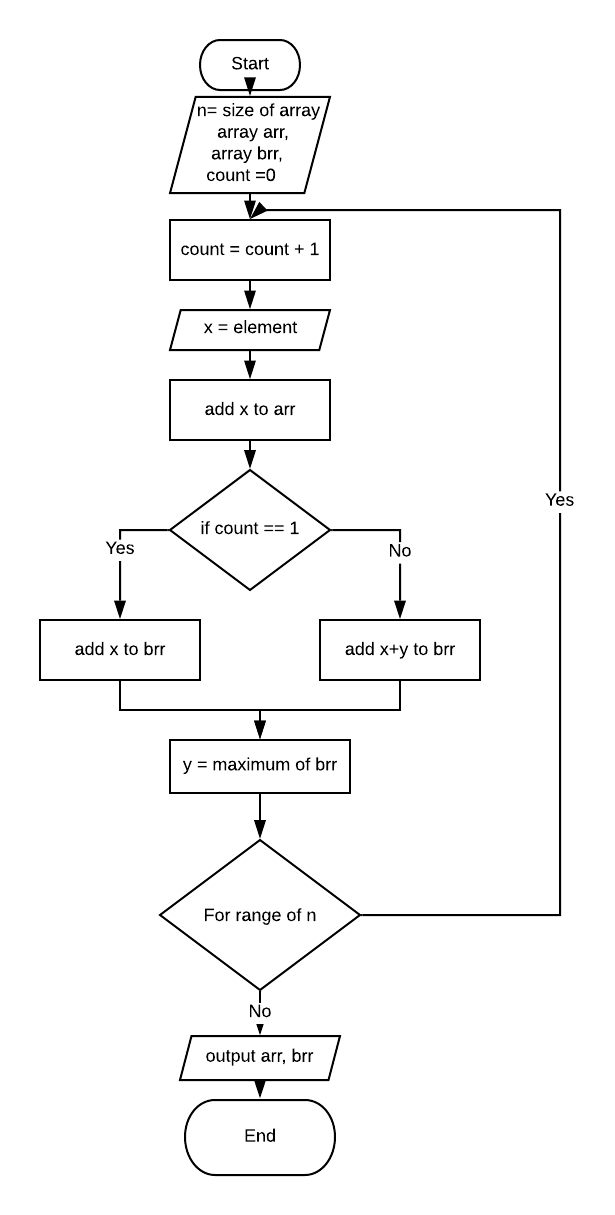 Start
n= size of array
array arr,
array brr,
count =0
count = count + 1
x = element
add x to arr
if count == 1
Yes
No
Yes
add x to brr
add x+y to brr
y = maximum of brr
For range of n
No
output arr, brr
End